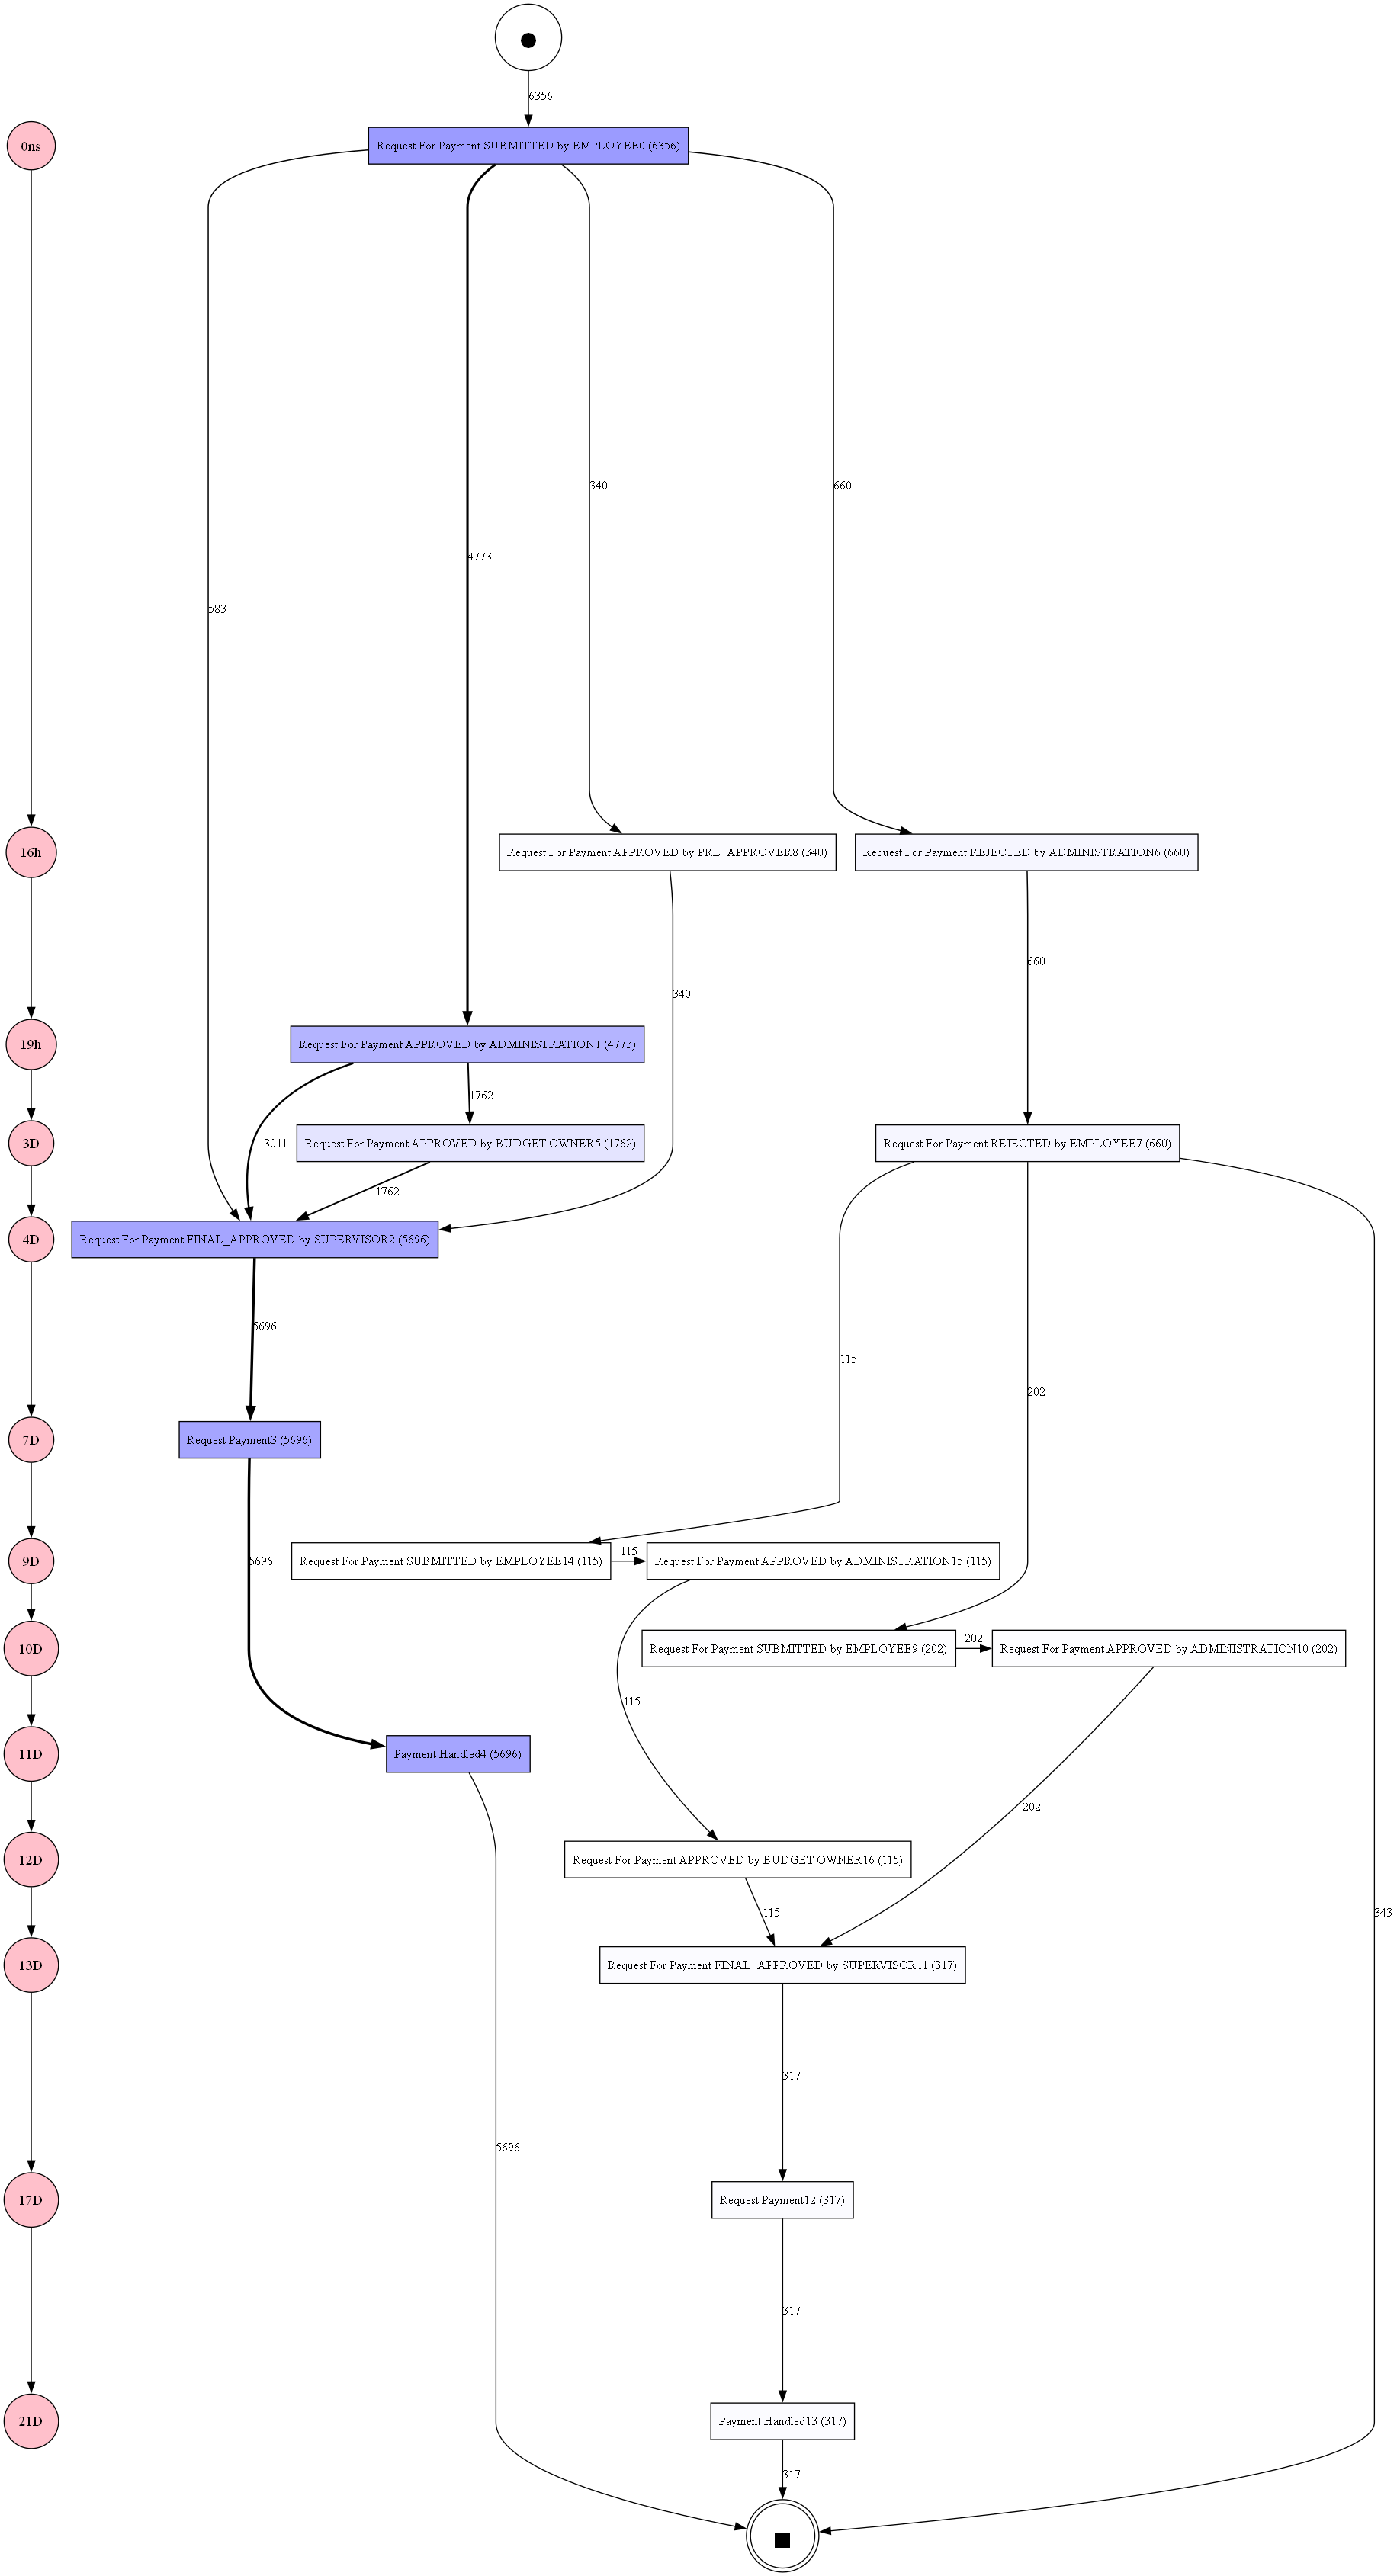 6356
0ns
Request For Payment SUBMITTED by EMPLOYEE0 (6356)
340
660
4773
583
16h
Request For Payment APPROVED by PRE_APPROVER8 (340)
Request For Payment REJECTED by ADMINISTRATION6 (660)
660
340
19h
Request For Payment APPROVED by ADMINISTRATION1 (4773)
1762
3011
3D
Request For Payment APPROVED by BUDGET OWNER5 (1762)
Request For Payment REJECTED by EMPLOYEE7 (660)
1762
4D
Request For Payment FINAL_APPROVED by SUPERVISOR2 (5696)
5696
115
202
7D
Request Payment3 (5696)
9D
5696
Request For Payment SUBMITTED by EMPLOYEE14 (115)
115
Request For Payment APPROVED by ADMINISTRATION15 (115)
10D
Request For Payment SUBMITTED by EMPLOYEE9 (202)
202
Request For Payment APPROVED by ADMINISTRATION10 (202)
115
11D
Payment Handled4 (5696)
202
12D
Request For Payment APPROVED by BUDGET OWNER16 (115)
115
343
13D
Request For Payment FINAL_APPROVED by SUPERVISOR11 (317)
317
5696
17D
Request Payment12 (317)
317
21D
Payment Handled13 (317)
317